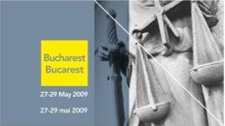 Bucharest
Bucarest
27-29 May 2009
27-29 mai 2009